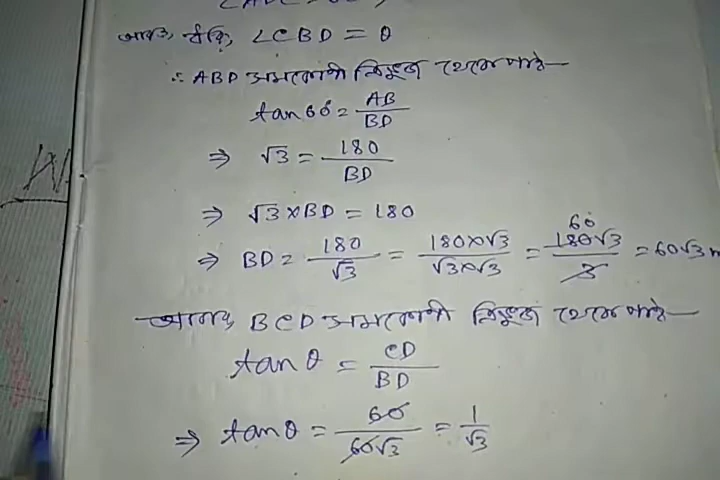 আবার, ধরি, ∠CBD = θ
∴ ABD সমকোণী ত্রিভুজ থেকে পাই—
tan 60° = AB/BD
⇒ √3 = 180/BD
⇒ √3 × BD = 180
⇒ BD = 180/√3 = 180×√3/√3×√3 = 180√3/3 = 60√3 m
আবার, BCD সমকোণী ত্রিভুজ থেকে পাই—
tan θ = CD/BD
⇒ tan θ = 60/60√3 = 1/√3